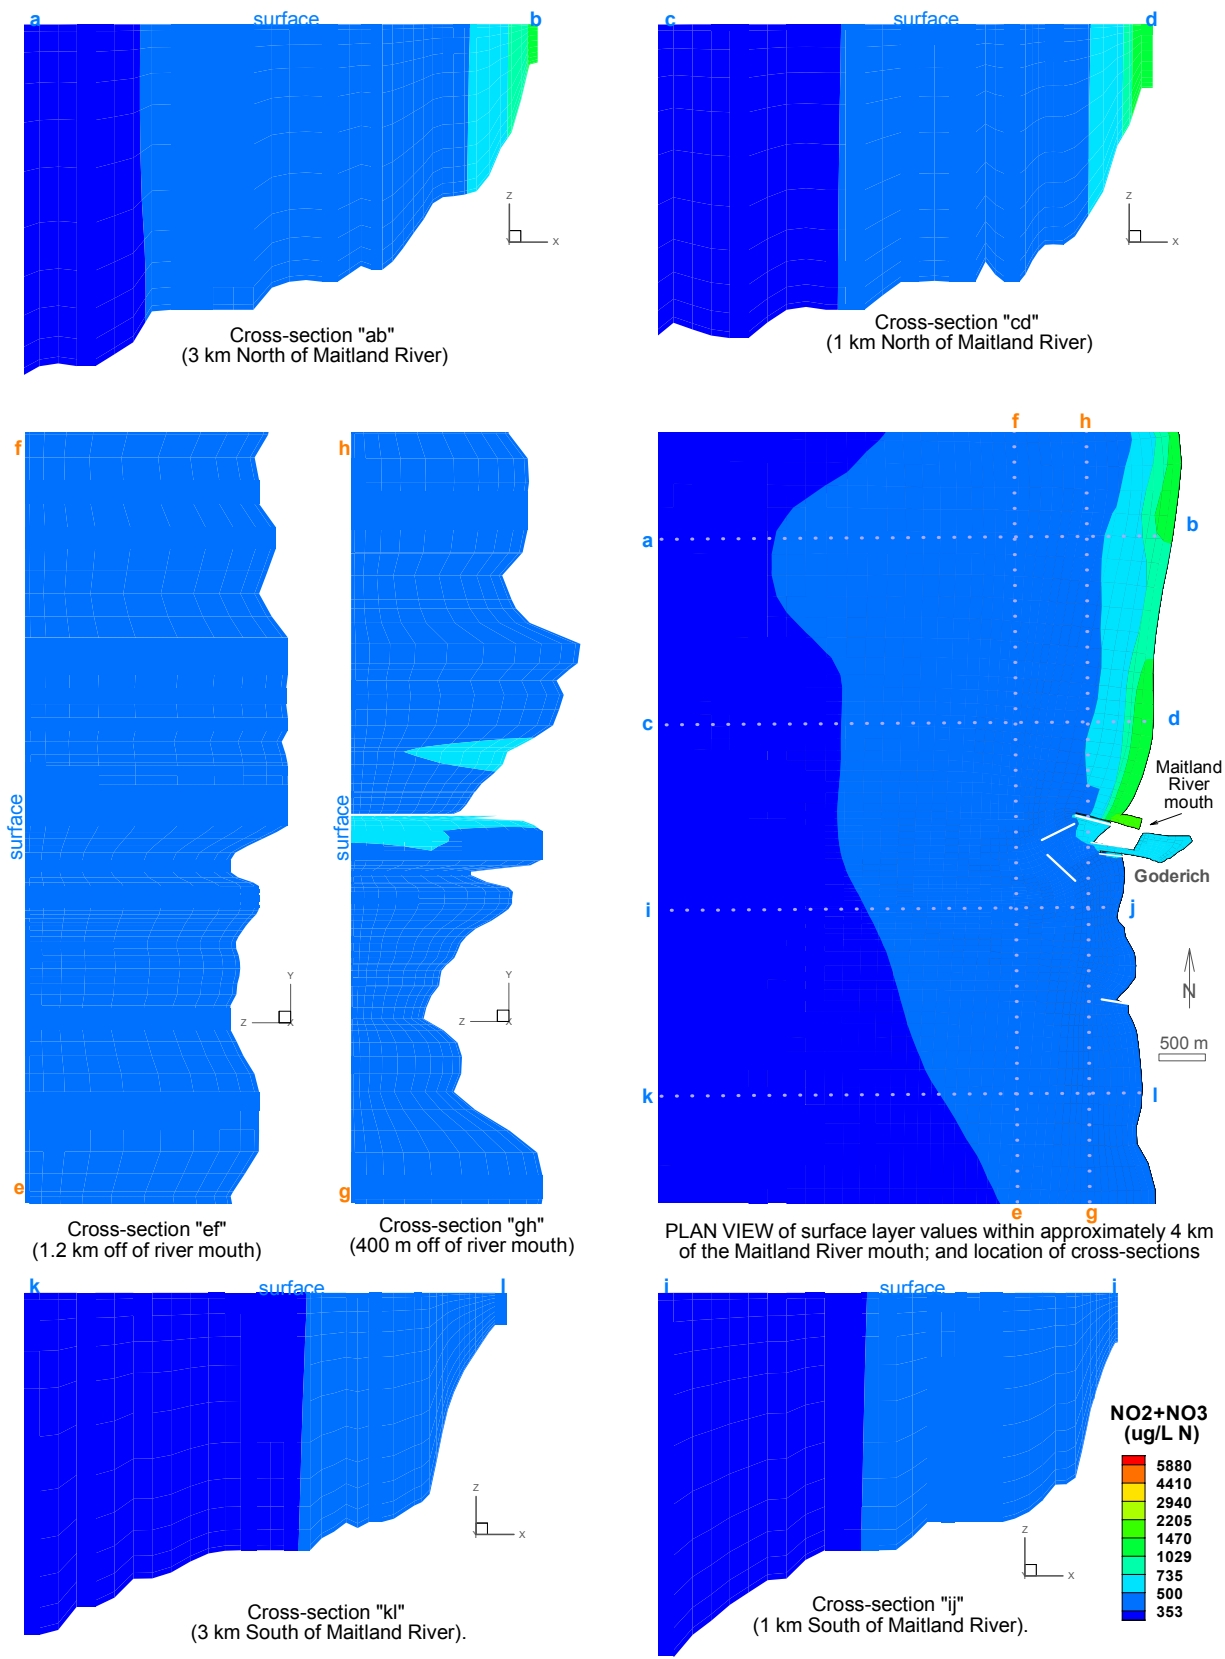 a
surface
b
c
surface
d
Z
Y
X
Z
Y
X
Cross-section "ab"
(3 km North of Maitland River)
Cross-section "cd"
(1 km North of Maitland River)
f
h
f
h
a
b
c
d
Maitland
River
mouth
surface
surface
Goderich
i
j
Y
Z
X
Y
Z
X
N
500 m
k
l
e
g
e
g
Cross-section "ef"
(1.2 km off of river mouth)
Cross-section "gh"
(400 m off of river mouth)
PLAN VIEW of surface layer values within approximately 4 km
of the Maitland River mouth; and location of cross-sections
k
surface
l
i
surface
j
Z
Y
X
Z
Y
X
NO2+NO3
(ug/L N)
5880
4410
2940
2205
1470
1029
735
500
353
Cross-section "kl"
(3 km South of Maitland River).
Cross-section "ij"
(1 km South of Maitland River).